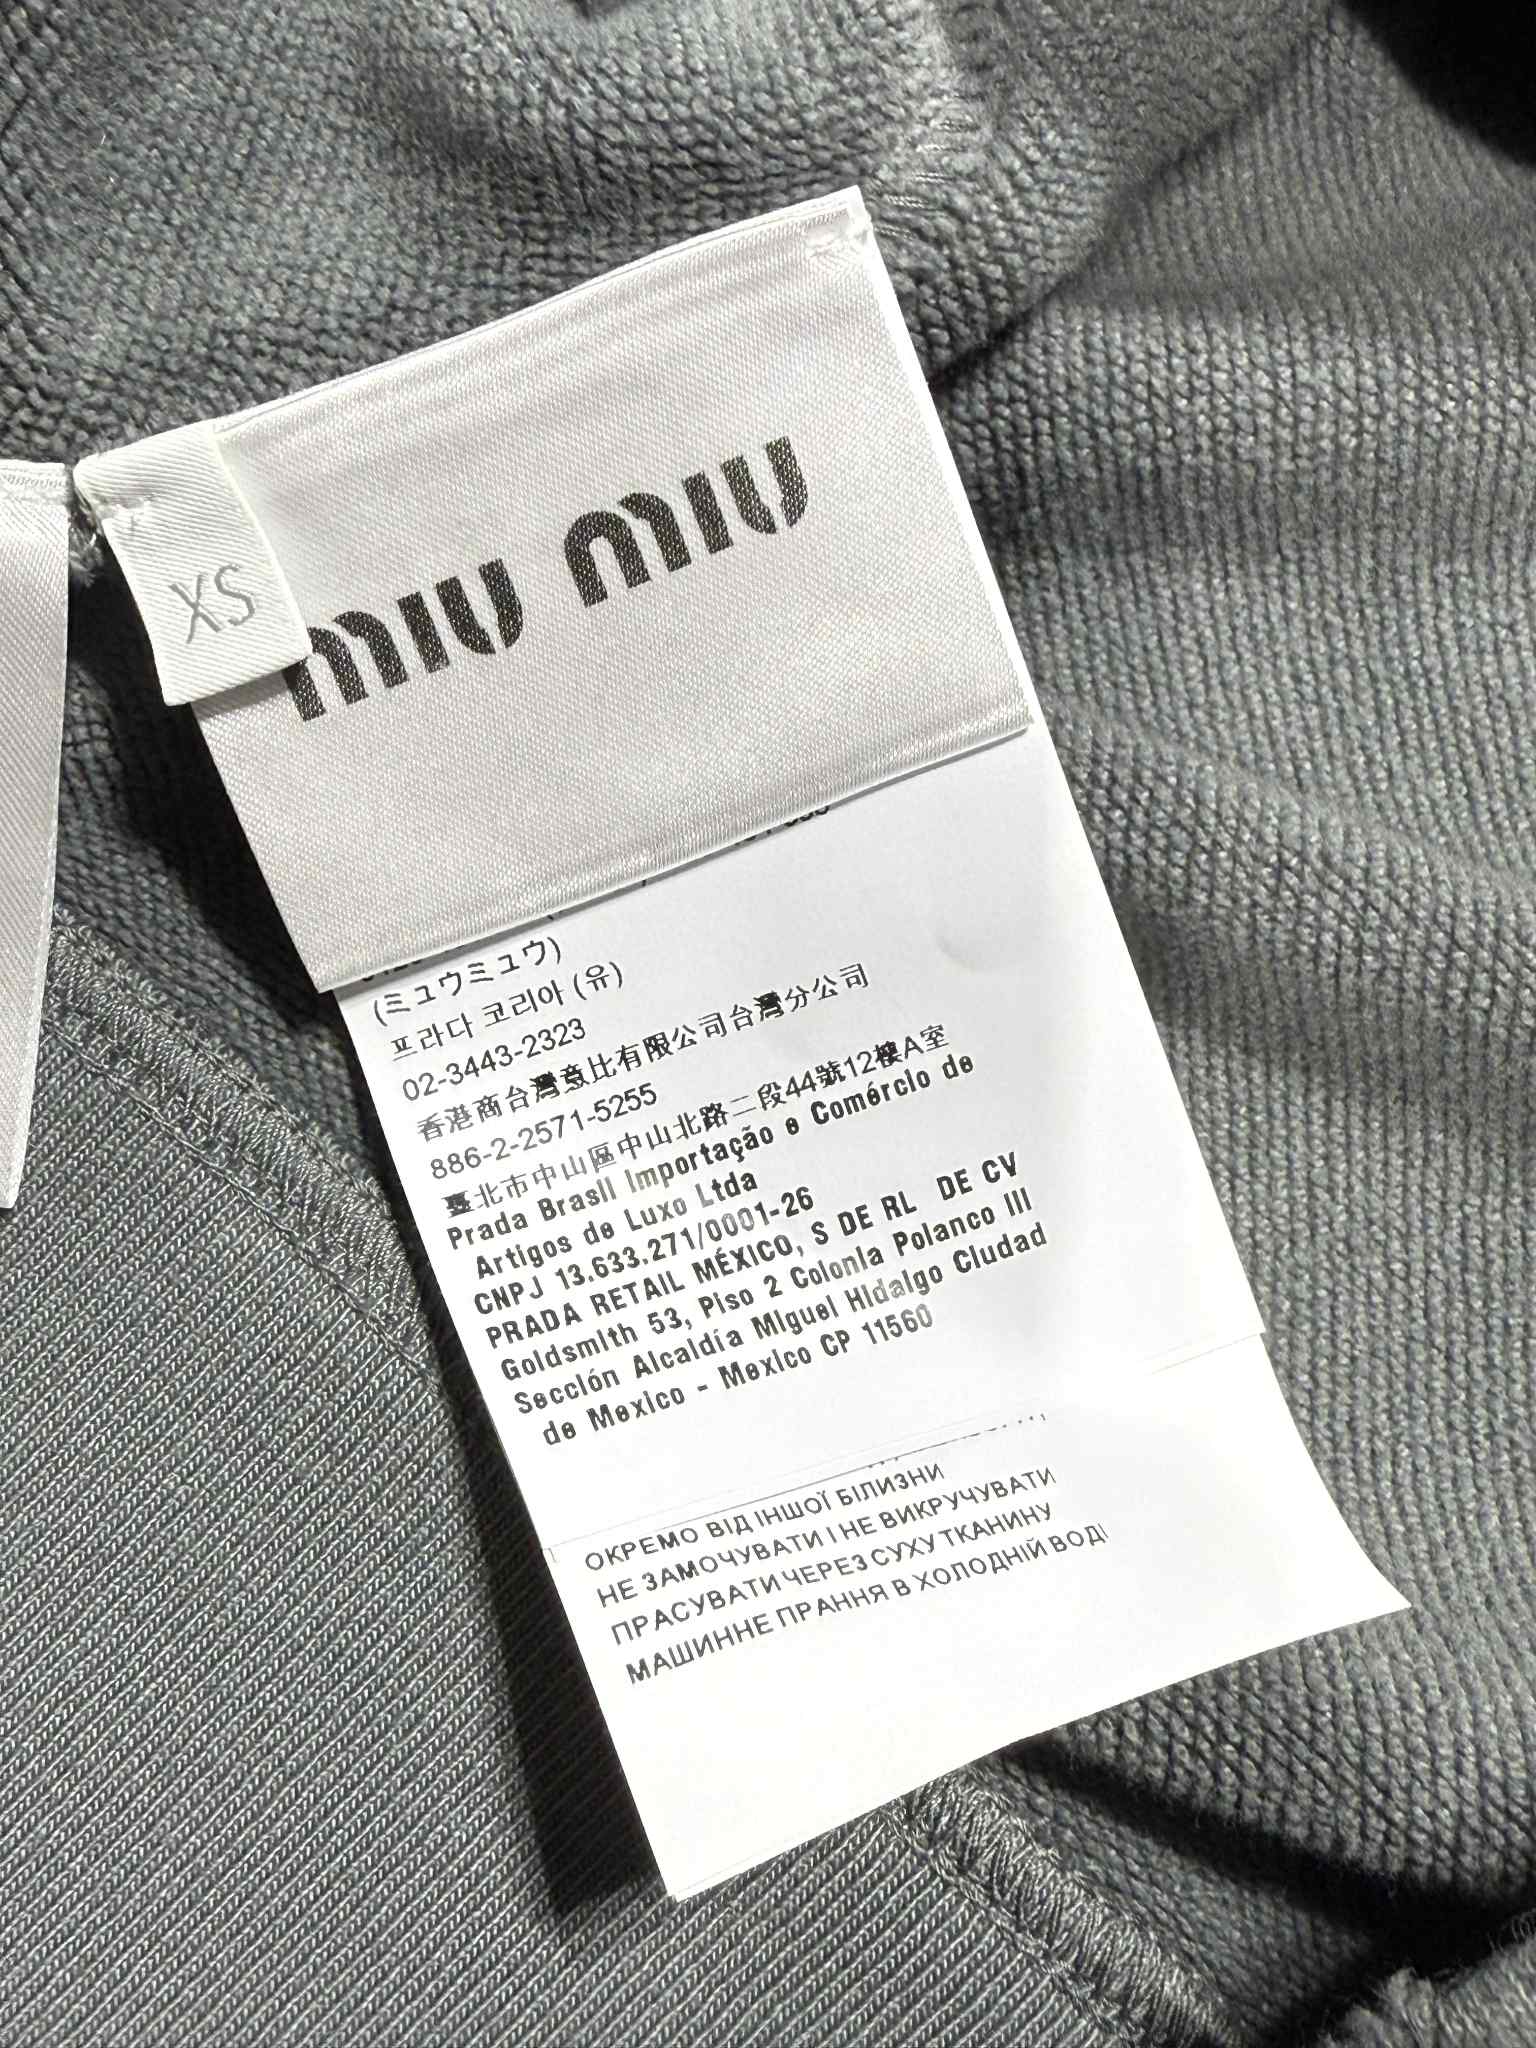 XS
miu miu
(ミュウミュウ)
프라다 코리아 (유)
02-3443-2323
香港商台灣意比有限公司台灣分公司
886-2-2571-5255
臺北市中山區中山北路二段44號12樓A室
Prada Brasil Importação e Comércio de
Artigos de Luxo Ltda
CNPJ 13.633.271/0001-26
PRADA RETAIL MÉXICO, S DE RL DE CV
Goldsmith 53, Piso 2 Colonia Polanco III
Sección Alcaldía Miguel Hidalgo Ciudad
de Mexico - Mexico CP 11560
ОКРЕМО ВІД ІНШОЇ БІЛИЗНИ
НЕ ЗАМОЧУВАТИ І НЕ ВИКРУЧУВАТИ
ПРАСУВАТИ ЧЕРЕЗ СУХУ ТКАНИНУ
МАШИННЕ ПРАННЯ В ХОЛОДНІЙ ВОДІ